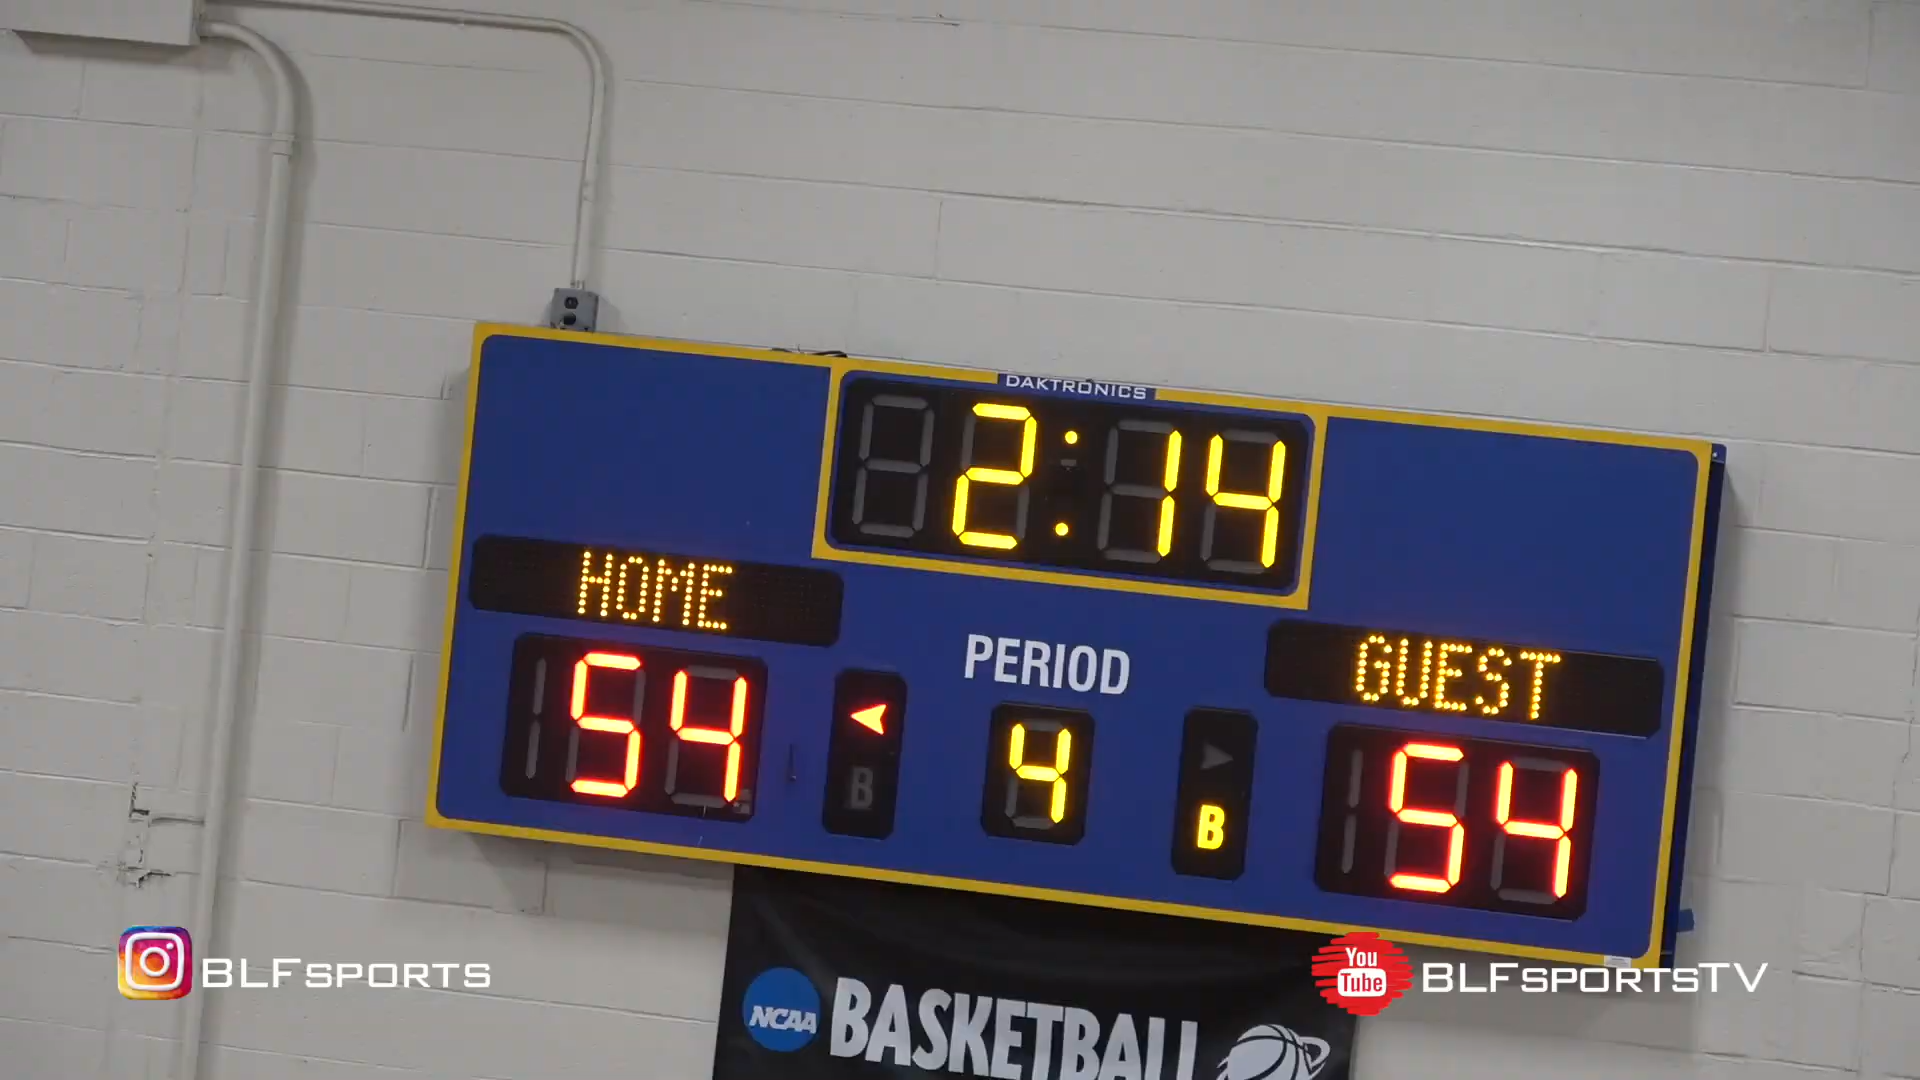 DAKTRONICS
2:14
HOME
GUEST
PERIOD
54
4
54
B
B
BLFSPORTS
You Tube
BLFSPORTSTV
NCAA
BASKETBALL